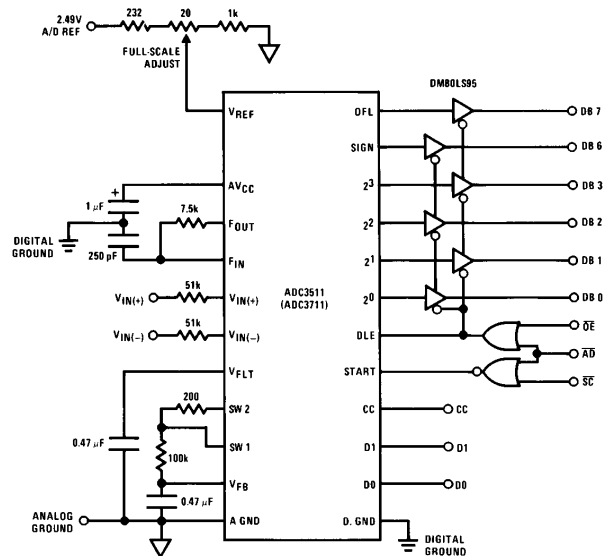 2.49V
A/D REF
232
20
1k
FULL-SCALE
ADJUST
DM80LS95
VREF
OFL
DB 7
SIGN
DB 6
AVCC
2³
DB 3
+
1 µF
7.5k
FOUT
2²
DB 2
DIGITAL
GROUND
250 pF
FIN
2¹
DB 1
ADC3511
(ADC3711)
VIN(+)
51k
VIN(+)
2⁰
DB 0
VIN(−)
51k
VIN(−)
DLE
OE
AD
VFLT
START
SC
200
SW 2
CC
CC
0.47 µF
SW 1
D1
D1
100k
VFB
D0
D0
0.47 µF
ANALOG
GROUND
A GND
D. GND
DIGITAL
GROUND